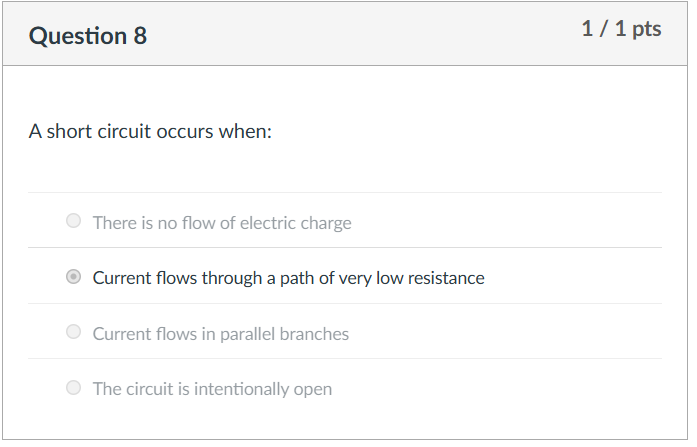 Question 8
1 / 1 pts
A short circuit occurs when:
There is no flow of electric charge
Current flows through a path of very low resistance
Current flows in parallel branches
The circuit is intentionally open